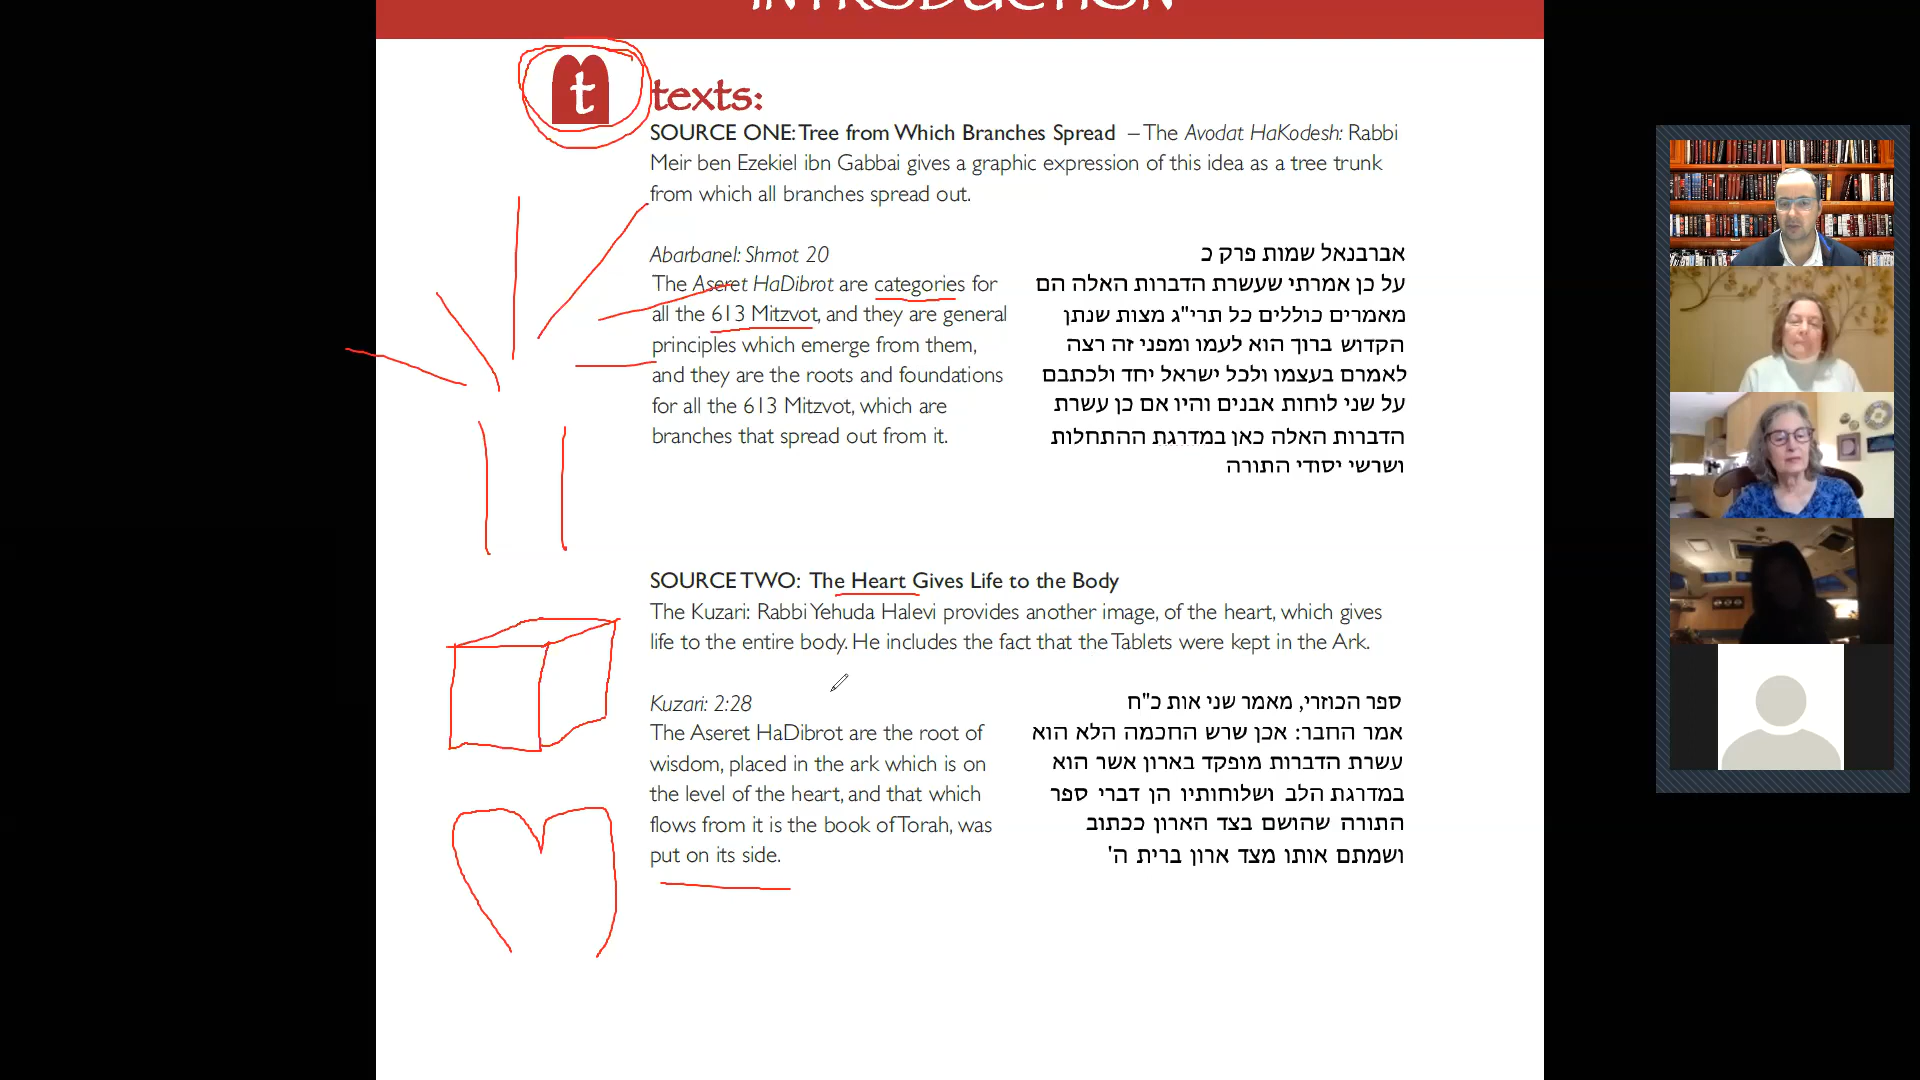 INTRODUCTION
t texts:
SOURCE ONE: Tree from Which Branches Spread – The Avodat HaKodesh: Rabbi
Meir ben Ezekiel ibn Gabbai gives a graphic expression of this idea as a tree trunk
from which all branches spread out.
Abarbanel: Shmot 20
The Aseret HaDibrot are categories for
all the 613 Mitzvot, and they are general
principles which emerge from them,
and they are the roots and foundations
for all the 613 Mitzvot, which are
branches that spread out from it.
אברבנאל שמות פרק כ
על כן אמרתי שעשרת הדברות האלה הם
מאמרים כוללים כל תרי"ג מצות שנתן
הקדוש ברוך הוא לעמו ומפני זה רצה
לאמרם בעצמו ולכל ישראל יחד ולכתבם
על שני לוחות אבנים והיו אם כן עשרת
הדברות האלה כאן במדרגת ההתחלות
ושרשי יסודי התורה
SOURCE TWO: The Heart Gives Life to the Body
The Kuzari: Rabbi Yehuda Halevi provides another image, of the heart, which gives
life to the entire body. He includes the fact that the Tablets were kept in the Ark.
Kuzari: 2:28
The Aseret HaDibrot are the root of
wisdom, placed in the ark which is on
the level of the heart, and that which
flows from it is the book of Torah, was
put on its side.
ספר הכוזרי, מאמר שני אות כ"ח
אמר החבר: אכן שרש החכמה הלא הוא
עשרת הדברות מופקד בארון אשר הוא
במדרגת הלב ושלוחותיו הן דברי ספר
התורה שהושם בצד הארון ככתוב
ושמתם אותו מצד ארון ברית ה'